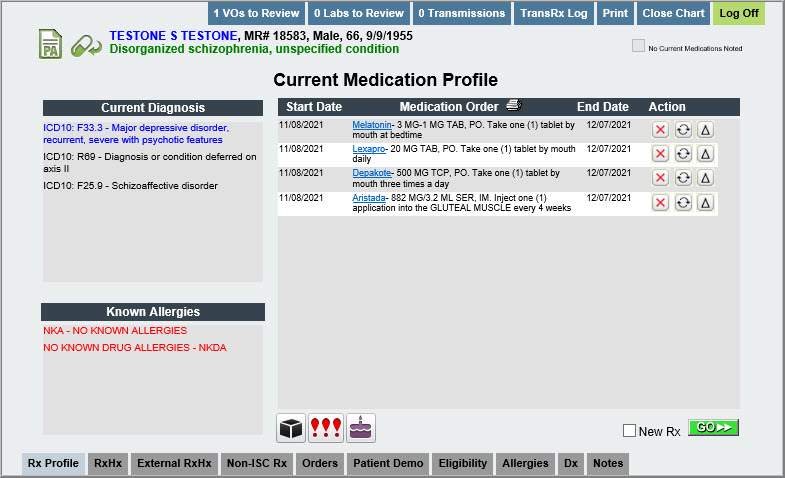 1 VOs to Review 0 Labs to Review 0 Transmissions TransRx Log Print Close Chart Log Off
PA
TESTONE S TESTONE, MR# 18583, Male, 66, 9/9/1955
Disorganized schizophrenia, unspecified condition
No Current Medications Noted
Current Medication Profile
Current Diagnosis
ICD10: F33.3 - Major depressive disorder,
recurrent, severe with psychotic features
ICD10: R69 - Diagnosis or condition deferred on
axis II
ICD10: F25.9 - Schizoaffective disorder
Known Allergies
NKA - NO KNOWN ALLERGIES
NO KNOWN DRUG ALLERGIES - NKDA
Start Date Medication Order End Date Action
11/08/2021 Melatonin- 3 MG-1 MG TAB, PO. Take one (1) tablet by 12/07/2021
mouth at bedtime
11/08/2021 Lexapro- 20 MG TAB, PO. Take one (1) tablet by mouth 12/07/2021
daily
11/08/2021 Depakote- 500 MG TCP, PO. Take one (1) tablet by 12/07/2021
mouth three times a day
11/08/2021 Aristada- 882 MG/3.2 ML SER, IM. Inject one (1) 12/07/2021
application into the GLUTEAL MUSCLE every 4 weeks
New Rx GO
Rx Profile RxHx External RxHx Non-ISC Rx Orders Patient Demo Eligibility Allergies Dx Notes